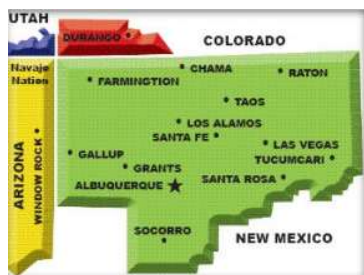 UTAH
DURANGO
COLORADO
Navajo
Nation
CHAMA
RATON
FARMINGTON
TAOS
LOS ALAMOS
SANTA FE
LAS VEGAS
GALLUP
TUCUMCARI
GRANTS
SANTA ROSA
ALBUQUERQUE
ARIZONA
WINDOW ROCK
SOCORRO
NEW MEXICO